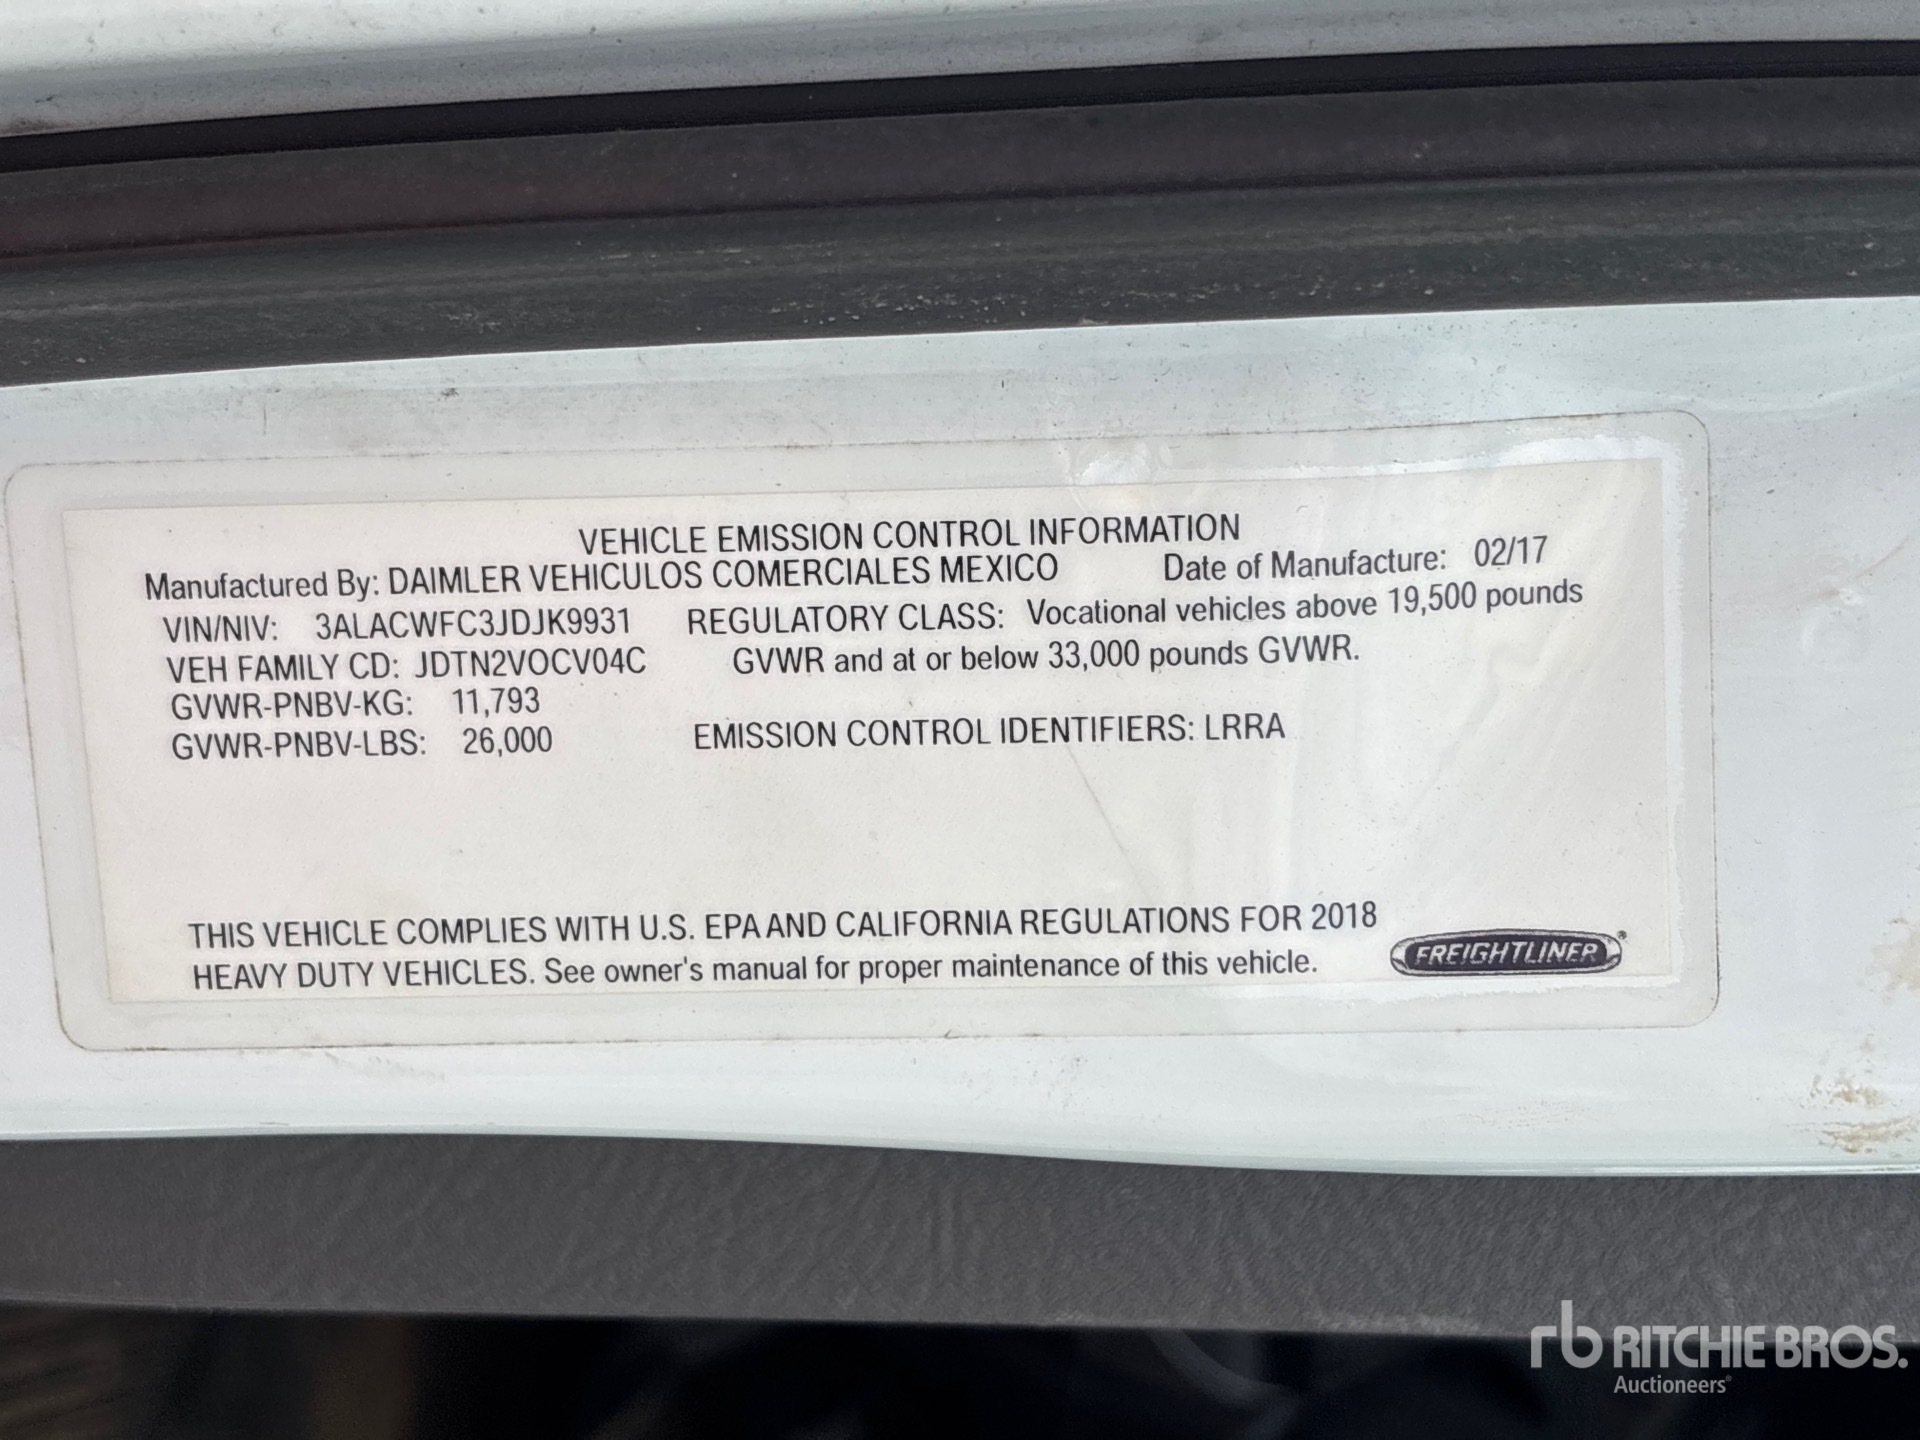 VEHICLE EMISSION CONTROL INFORMATION
Manufactured By: DAIMLER VEHICULOS COMERCIALES MEXICO Date of Manufacture: 02/17
VIN/NIV: 3ALACWFC3JDJK9931 REGULATORY CLASS: Vocational vehicles above 19,500 pounds
VEH FAMILY CD: JDTN2VOCV04C GVWR and at or below 33,000 pounds GVWR.
GVWR-PNBV-KG: 11,793
GVWR-PNBV-LBS: 26,000 EMISSION CONTROL IDENTIFIERS: LRRA
THIS VEHICLE COMPLIES WITH U.S. EPA AND CALIFORNIA REGULATIONS FOR 2018
HEAVY DUTY VEHICLES. See owner's manual for proper maintenance of this vehicle.
FREIGHTLINER
rb RITCHIE BROS.
Auctioneers